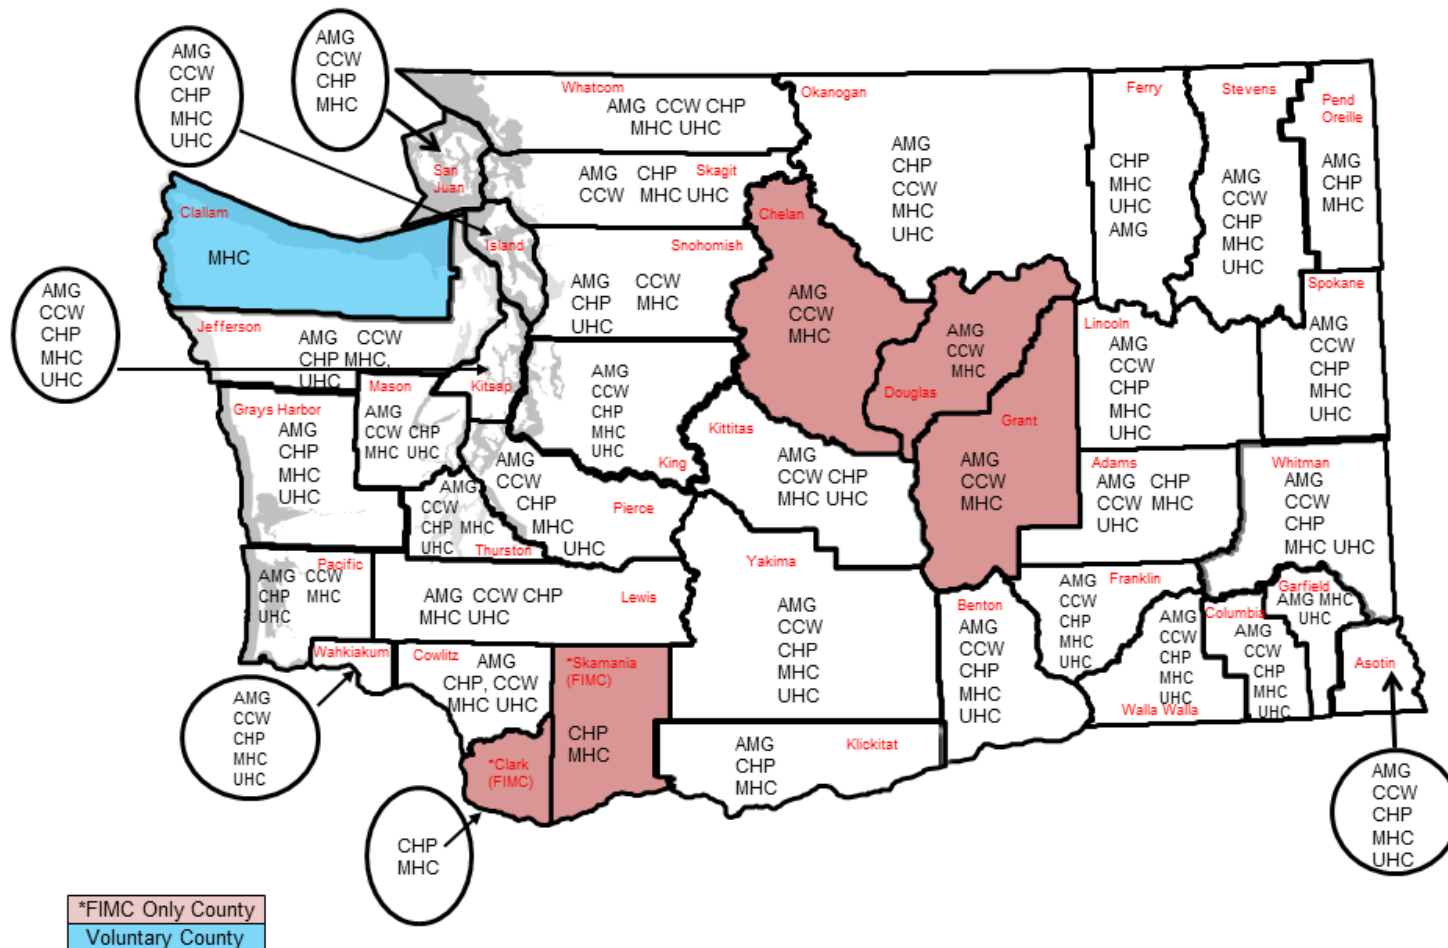 AMG
CCW
CHP
MHC
UHC
AMG
CCW
CHP
MHC
San
Juan
Whatcom
AMG CCW CHP
MHC UHC
Okanogan
AMG
CHP
CCW
MHC
UHC
Ferry
CHP
MHC
UHC
AMG
Stevens
AMG
CCW
CHP
MHC
UHC
Pend
Oreille
AMG
CHP
MHC
Skagit
AMG CHP
CCW MHC UHC
Clallam
MHC
Island
Snohomish
AMG CCW
CHP MHC
UHC
Chelan
AMG
CCW
MHC
Douglas
AMG
CCW
MHC
Grant
AMG
CCW
MHC
Lincoln
AMG
CCW
CHP
MHC
UHC
Spokane
AMG
CCW
CHP
MHC
UHC
AMG
CCW
CHP
MHC
UHC
Jefferson
AMG CCW
CHP MHC,
UHC
Kitsap
Mason
AMG
CCW CHP
MHC UHC
Grays Harbor
AMG
CHP
MHC
UHC
AMG
CCW
CHP
MHC
UHC
King
Kittitas
AMG
CCW CHP
MHC UHC
Adams
AMG CHP
CCW MHC
UHC
Whitman
AMG
CCW
CHP
MHC UHC
AMG
CCW
CHP
MHC
UHC
Pierce
AMG
CCW
CHP MHC
UHC
Thurston
Pacific
AMG CCW
CHP MHC
UHC
Lewis
AMG CCW CHP
MHC UHC
Yakima
AMG
CCW
CHP
MHC
UHC
Benton
AMG
CCW
CHP
MHC
UHC
Franklin
AMG
CCW
CHP
MHC
UHC
AMG
CCW
CHP
MHC
UHC
Walla Walla
Columbia
AMG
CCW
CHP
MHC
UHC
Garfield
AMG MHC
UHC
Asotin
AMG
CCW
CHP
MHC
UHC
Wahkiakum
AMG
CCW
CHP
MHC
UHC
Cowlitz
AMG
CHP, CCW
MHC UHC
*Skamania
(FIMC)
CHP
MHC
*Clark
(FIMC)
CHP
MHC
Klickitat
AMG
CHP
MHC
*FIMC Only County
Voluntary County